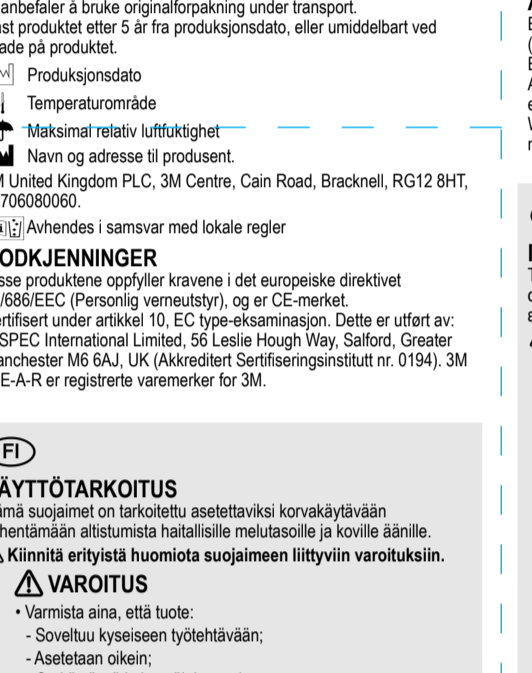 anbefaler å bruke originalforpakning under transport.
st produktet etter 5 år fra produksjonsdato, eller umiddelbart ved
ade på produktet.
Produksjonsdato
Temperaturområde
Maksimal relativ luftfuktighet
Navn og adresse til produsent.
M United Kingdom PLC, 3M Centre, Cain Road, Bracknell, RG12 8HT,
706080060.
Avhendes i samsvar med lokale regler
ODKJENNINGER
sse produktene oppfyller kravene i det europeiske direktivet
/686/EEC (Personlig verneutstyr), og er CE-merket.
ertifisert under artikkel 10, EC type-eksaminasjon. Dette er utført av:
SPEC International Limited, 56 Leslie Hough Way, Salford, Greater
anchester M6 6AJ, UK (Akkreditert Sertifiseringsinstitutt nr. 0194). 3M
E-A-R er registrerte varemerker for 3M.
FI
ÄYTTÖTARKOITUS
ämä suojaimet on tarkoitettu asetettaviksi korvakäytävään
hentämään altistumista haitallisille melutasoille ja koville äänille.
Kiinnitä erityistä huomiota suojaimeen liittyviin varoituksiin.
VAROITUS
• Varmista aina, että tuote:
- Soveltuu kyseiseen työtehtävään;
- Asetetaan oikein;